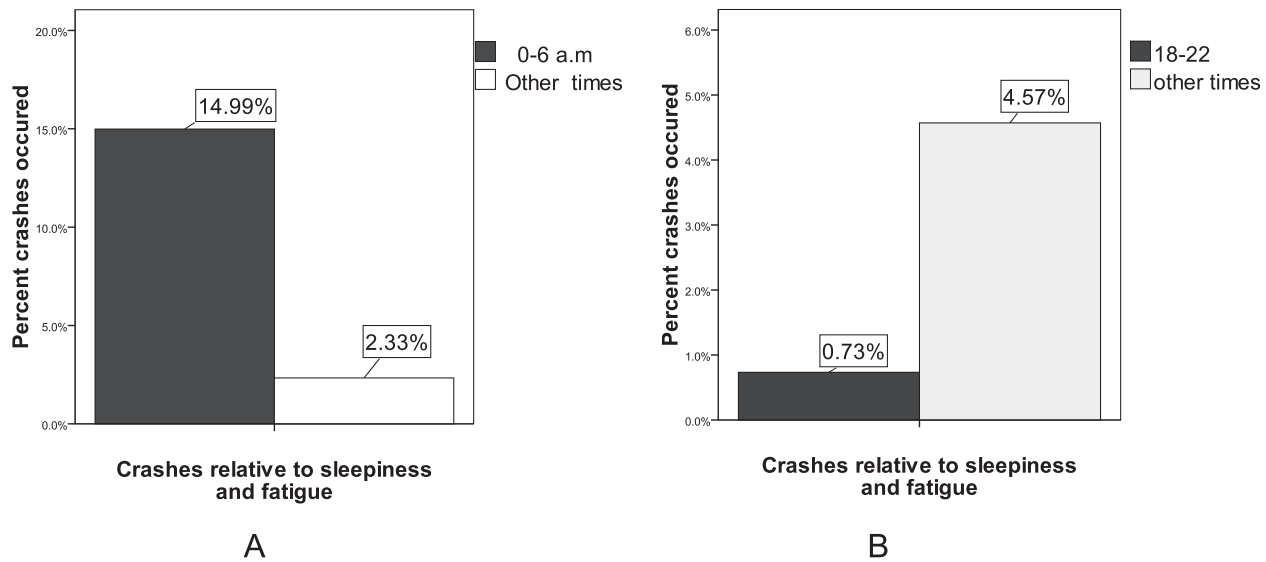 Percent crashes occured
20.0%
15.0%
10.0%
5.0%
0.0%
14.99%
2.33%
0-6 a.m
Other times
Crashes relative to sleepiness
and fatigue
A
Percent crashes occured
6.0%
5.0%
4.0%
3.0%
2.0%
1.0%
0.0%
0.73%
4.57%
18-22
other times
Crashes relative to sleepiness
and fatigue
B